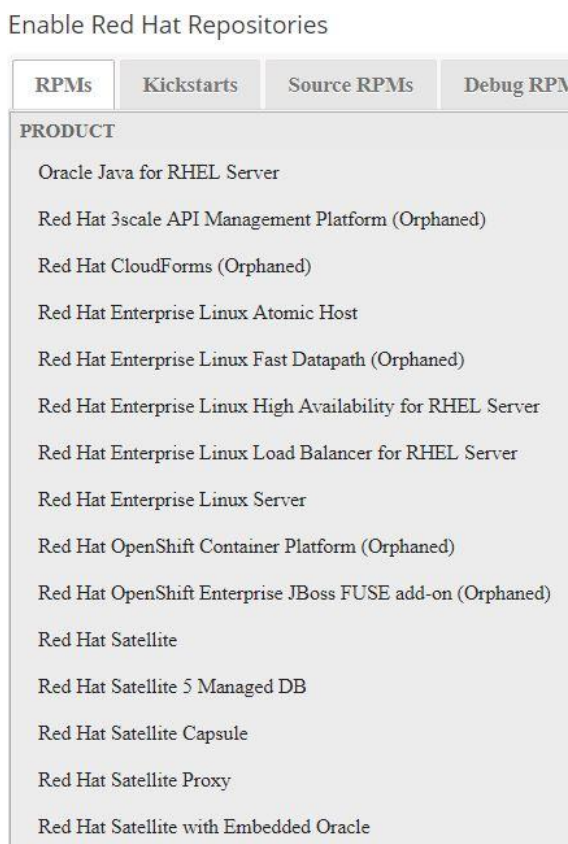 Enable Red Hat Repositories
RPMs Kickstarts Source RPMs Debug
PRODUCT
Oracle Java for RHEL Server
Red Hat 3scale API Management Platform (Orphaned)
Red Hat CloudForms (Orphaned)
Red Hat Enterprise Linux Atomic Host
Red Hat Enterprise Linux Fast Datapath (Orphaned)
Red Hat Enterprise Linux High Availability for RHEL Server
Red Hat Enterprise Linux Load Balancer for RHEL Server
Red Hat Enterprise Linux Server
Red Hat OpenShift Container Platform (Orphaned)
Red Hat OpenShift Enterprise JBoss FUSE add-on (Orphaned)
Red Hat Satellite
Red Hat Satellite 5 Managed DB
Red Hat Satellite Capsule
Red Hat Satellite Proxy
Red Hat Satellite with Embedded Oracle